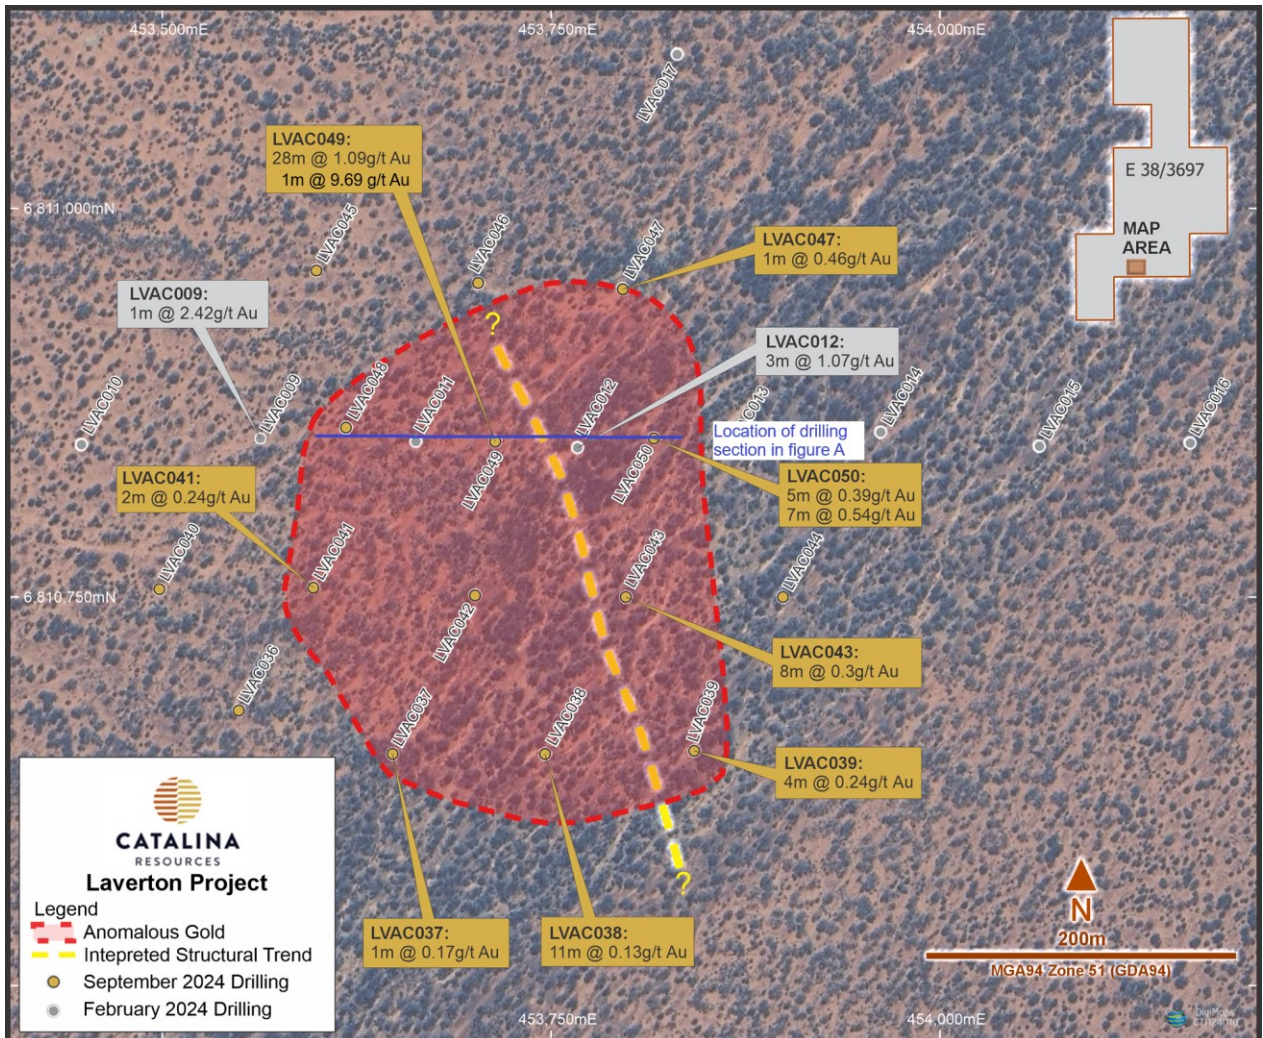 453,500mE
453,750mE
454,000mE
LVAC017
LVAC049:
28m @ 1.09g/t Au
1m @ 9.69 g/t Au
E 38/3697
MAP
AREA
6,811,000mN
LVAC045
LVAC046
LVAC047
LVAC047:
1m @ 0.46g/t Au
LVAC009:
1m @ 2.42g/t Au
?
LVAC012:
3m @ 1.07g/t Au
LVAC010
LVAC009
LVAC048
LVAC011
LVAC012
C013
LVAC014
LVAC015
LVAC016
Location of drilling
section in figure A
LVAC049
LVAC050
LVAC041:
2m @ 0.24g/t Au
LVAC050:
5m @ 0.39g/t Au
7m @ 0.54g/t Au
LVAC040
LVAC041
LVAC043
LVAC044
6,810,750mN
LVAC042
LVAC043:
8m @ 0.3g/t Au
LVAC036
LVAC037
LVAC038
LVAC039
LVAC039:
4m @ 0.24g/t Au
?
CATALINA
RESOURCES
Laverton Project
Legend
Anomalous Gold
Intepreted Structural Trend
September 2024 Drilling
February 2024 Drilling
LVAC037:
1m @ 0.17g/t Au
LVAC038:
11m @ 0.13g/t Au
N
200m
MGA94 Zone 51 (GDA94)
453,750mE
454,000mE
DigiMaps